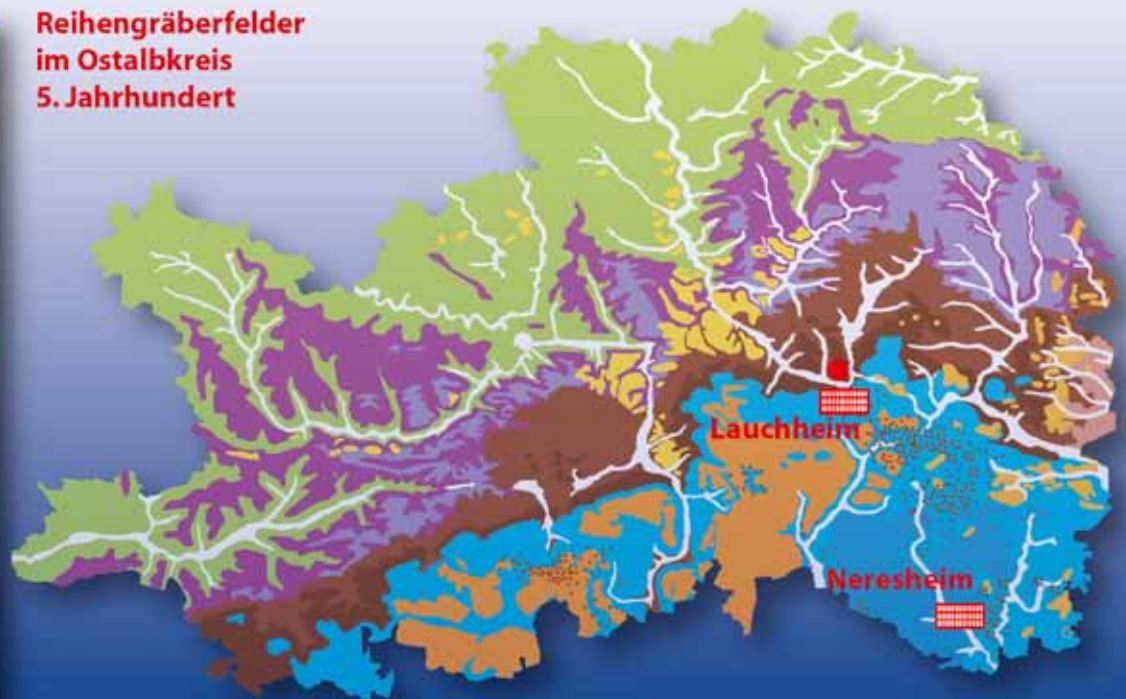 Reihengräberfelder
im Ostalbkreis
5. Jahrhundert
Lauchheim
Neresheim